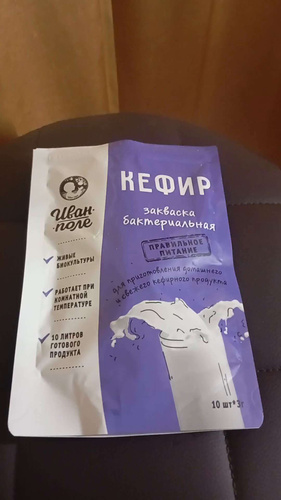 КЕФИР
закваска
бактериальная
ПРАВИЛЬНОЕ
ПИТАНИЕ
для приготовления домашнего
и свежего кефирного продукта
Иван-
поле
ЖИВЫЕ
БИОКУЛЬТУРЫ
РАБОТАЕТ ПРИ
КОМНАТНОЙ
ТЕМПЕРАТУРЕ
10 ЛИТРОВ
ГОТОВОГО
ПРОДУКТА
10 шт*3г